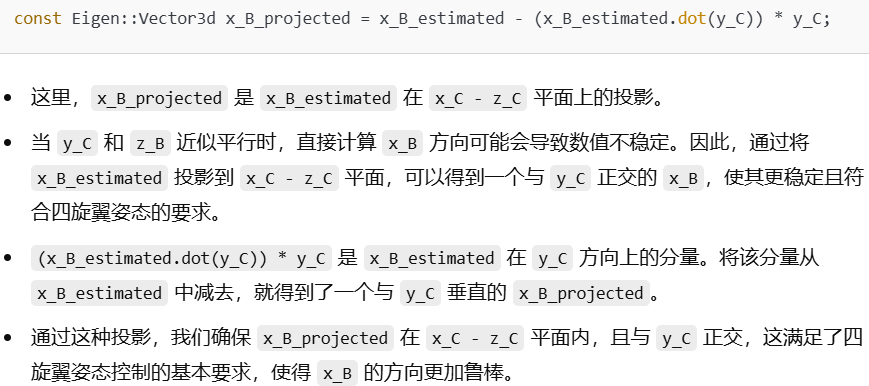 const Eigen::Vector3d x_B_projected = x_B_estimated - (x_B_estimated.dot(y_C)) * y_C;
• 这里，x_B_projected 是 x_B_estimated 在 x_C - z_C 平面上的投影。
• 当 y_C 和 z_B 近似平行时，直接计算 x_B 方向可能会导致数值不稳定。因此，通过将
x_B_estimated 投影到 x_C - z_C 平面，可以得到一个与 y_C 正交的 x_B，使其更稳定且符
合四旋翼姿态的要求。
• (x_B_estimated.dot(y_C)) * y_C 是 x_B_estimated 在 y_C 方向上的分量。将该分量从
x_B_estimated 中减去，就得到了一个与 y_C 垂直的 x_B_projected。
• 通过这种投影，我们确保 x_B_projected 在 x_C - z_C 平面内，且与 y_C 正交，这满足了四
旋翼姿态控制的基本要求，使得 x_B 的方向更加鲁棒。